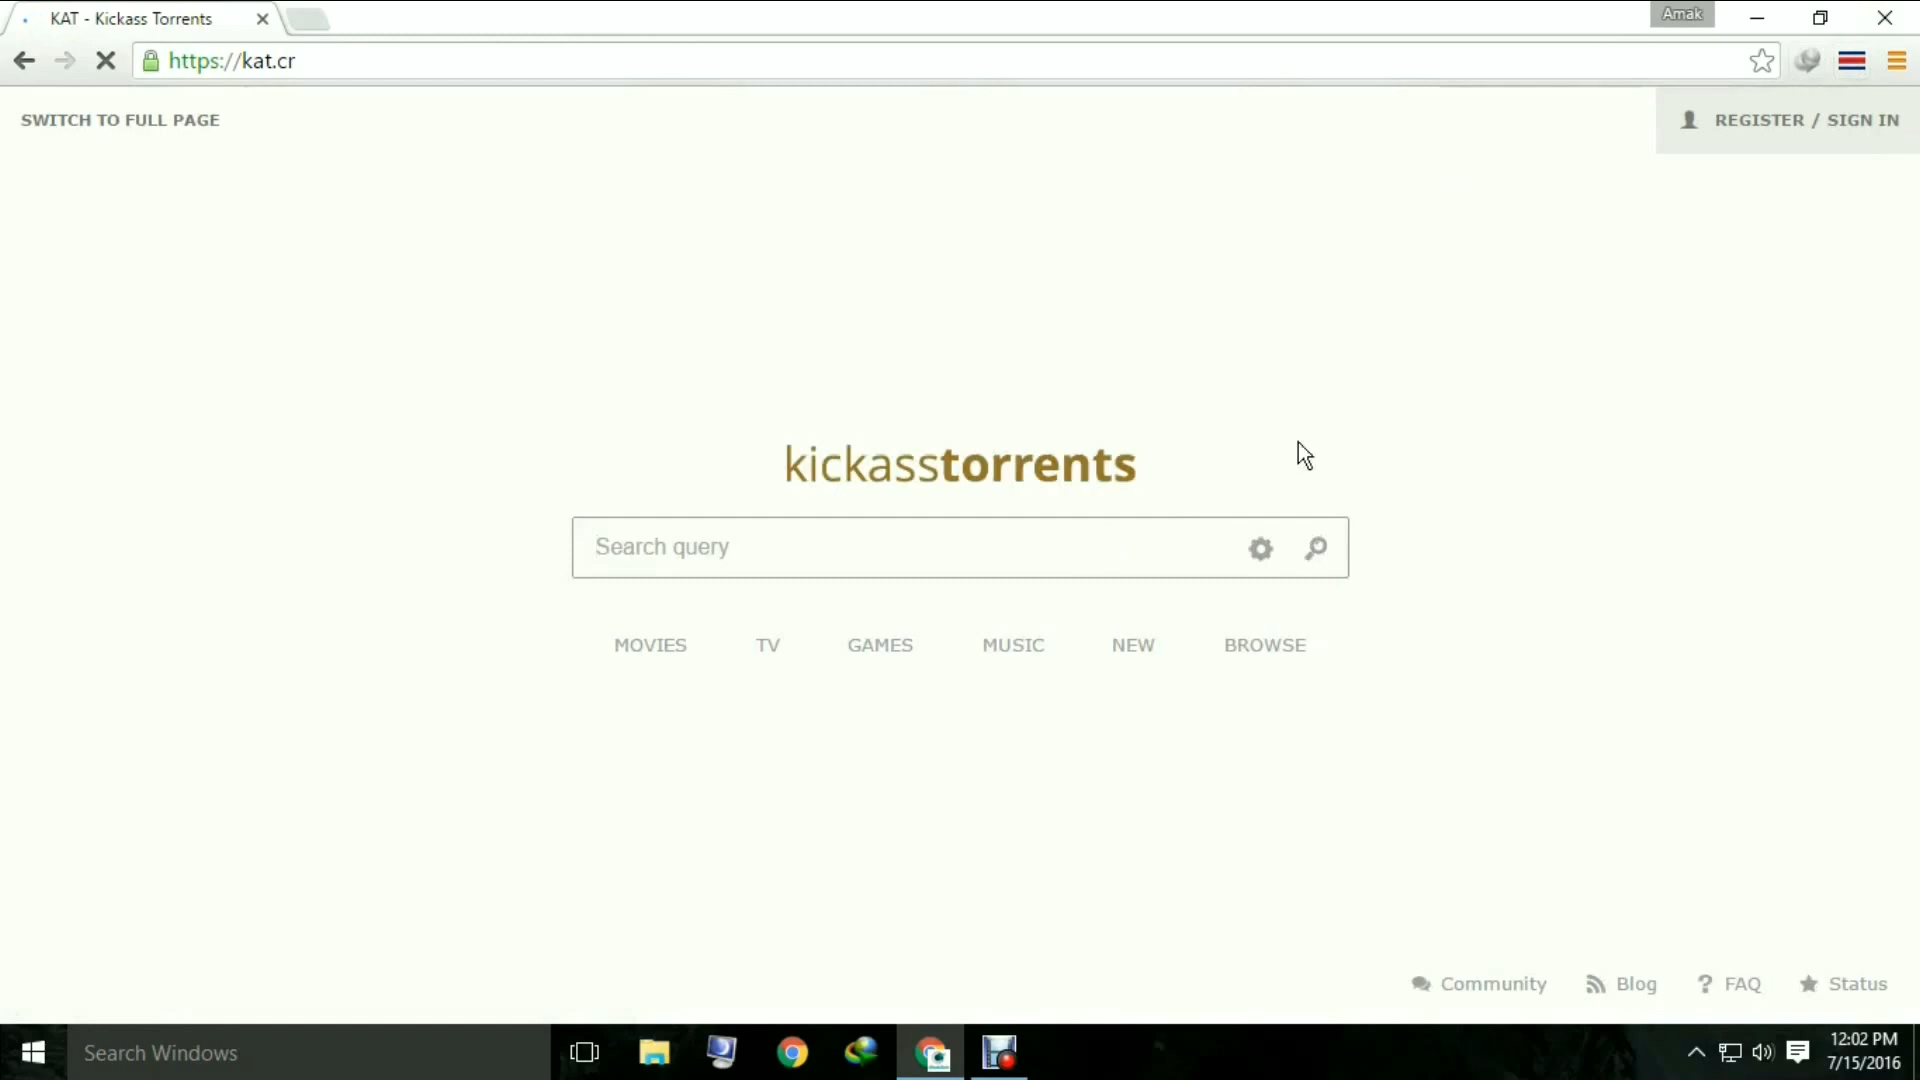 KAT - Kickass Torrents
Amak
https://kat.cr
SWITCH TO FULL PAGE
REGISTER / SIGN IN
kickasstorrents
Search query
MOVIES
TV
GAMES
MUSIC
NEW
BROWSE
Community
Blog
FAQ
Status
Search Windows
12:02 PM
7/15/2016